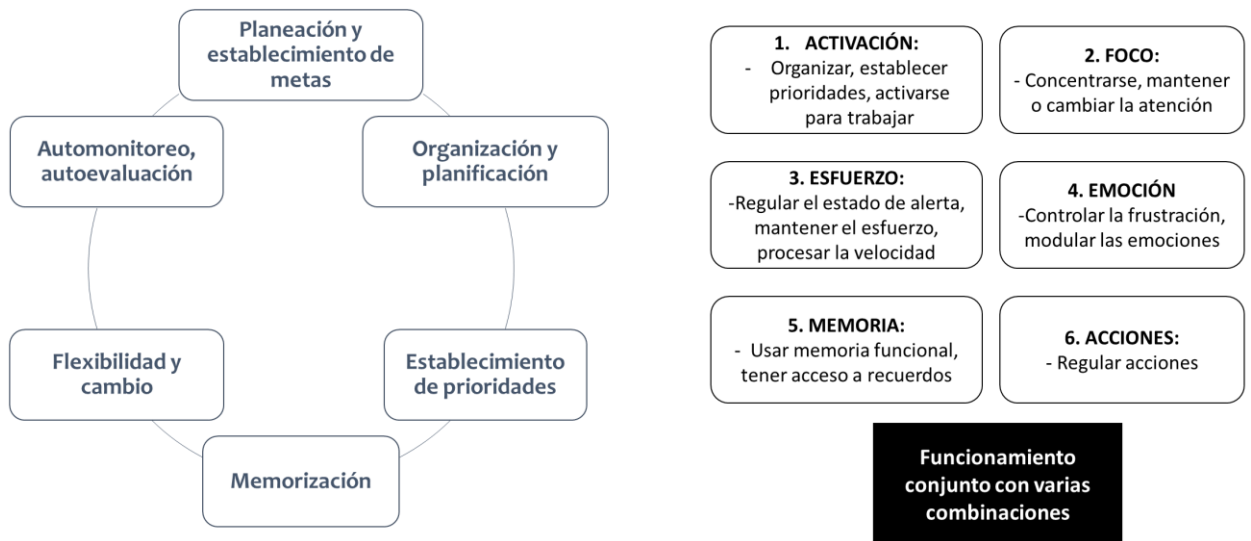 Planeación y
establecimiento de
metas
Organización y
planificación
Establecimiento
de prioridades
Memorización
Flexibilidad y
cambio
Automonitoreo,
autoevaluación
1. ACTIVACIÓN:
- Organizar, establecer
prioridades, activarse
para trabajar
2. FOCO:
- Concentrarse, mantener
o cambiar la atención
3. ESFUERZO:
-Regular el estado de alerta,
mantener el esfuerzo,
procesar la velocidad
4. EMOCIÓN
-Controlar la frustración,
modular las emociones
5. MEMORIA:
- Usar memoria funcional,
tener acceso a recuerdos
6. ACCIONES:
- Regular acciones
Funcionamiento
conjunto con varias
combinaciones